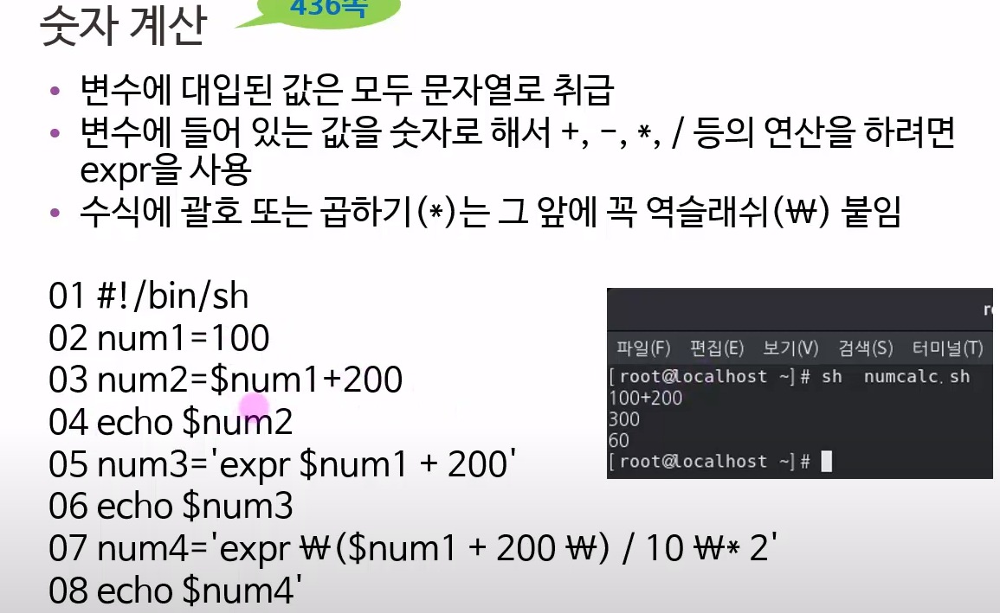 436쪽
숫자 계산
• 변수에 대입된 값은 모두 문자열로 취급
• 변수에 들어 있는 값을 숫자로 해서 +, -, *, / 등의 연산을 하려면
expr을 사용
• 수식에 괄호 또는 곱하기(*)는 그 앞에 꼭 역슬래쉬(₩) 붙임
01 #!/bin/sh
02 num1=100
03 num2=$num1+200
04 echo $num2
05 num3='expr $num1 + 200'
06 echo $num3
07 num4='expr ₩($num1 + 200 ₩) / 10 ₩* 2'
08 echo $num4'
파일(F) 편집(E) 보기(V) 검색(S) 터미널(T)
[root@localhost ~]# sh  numcalc.sh
100+200
300
60
[root@localhost ~]#